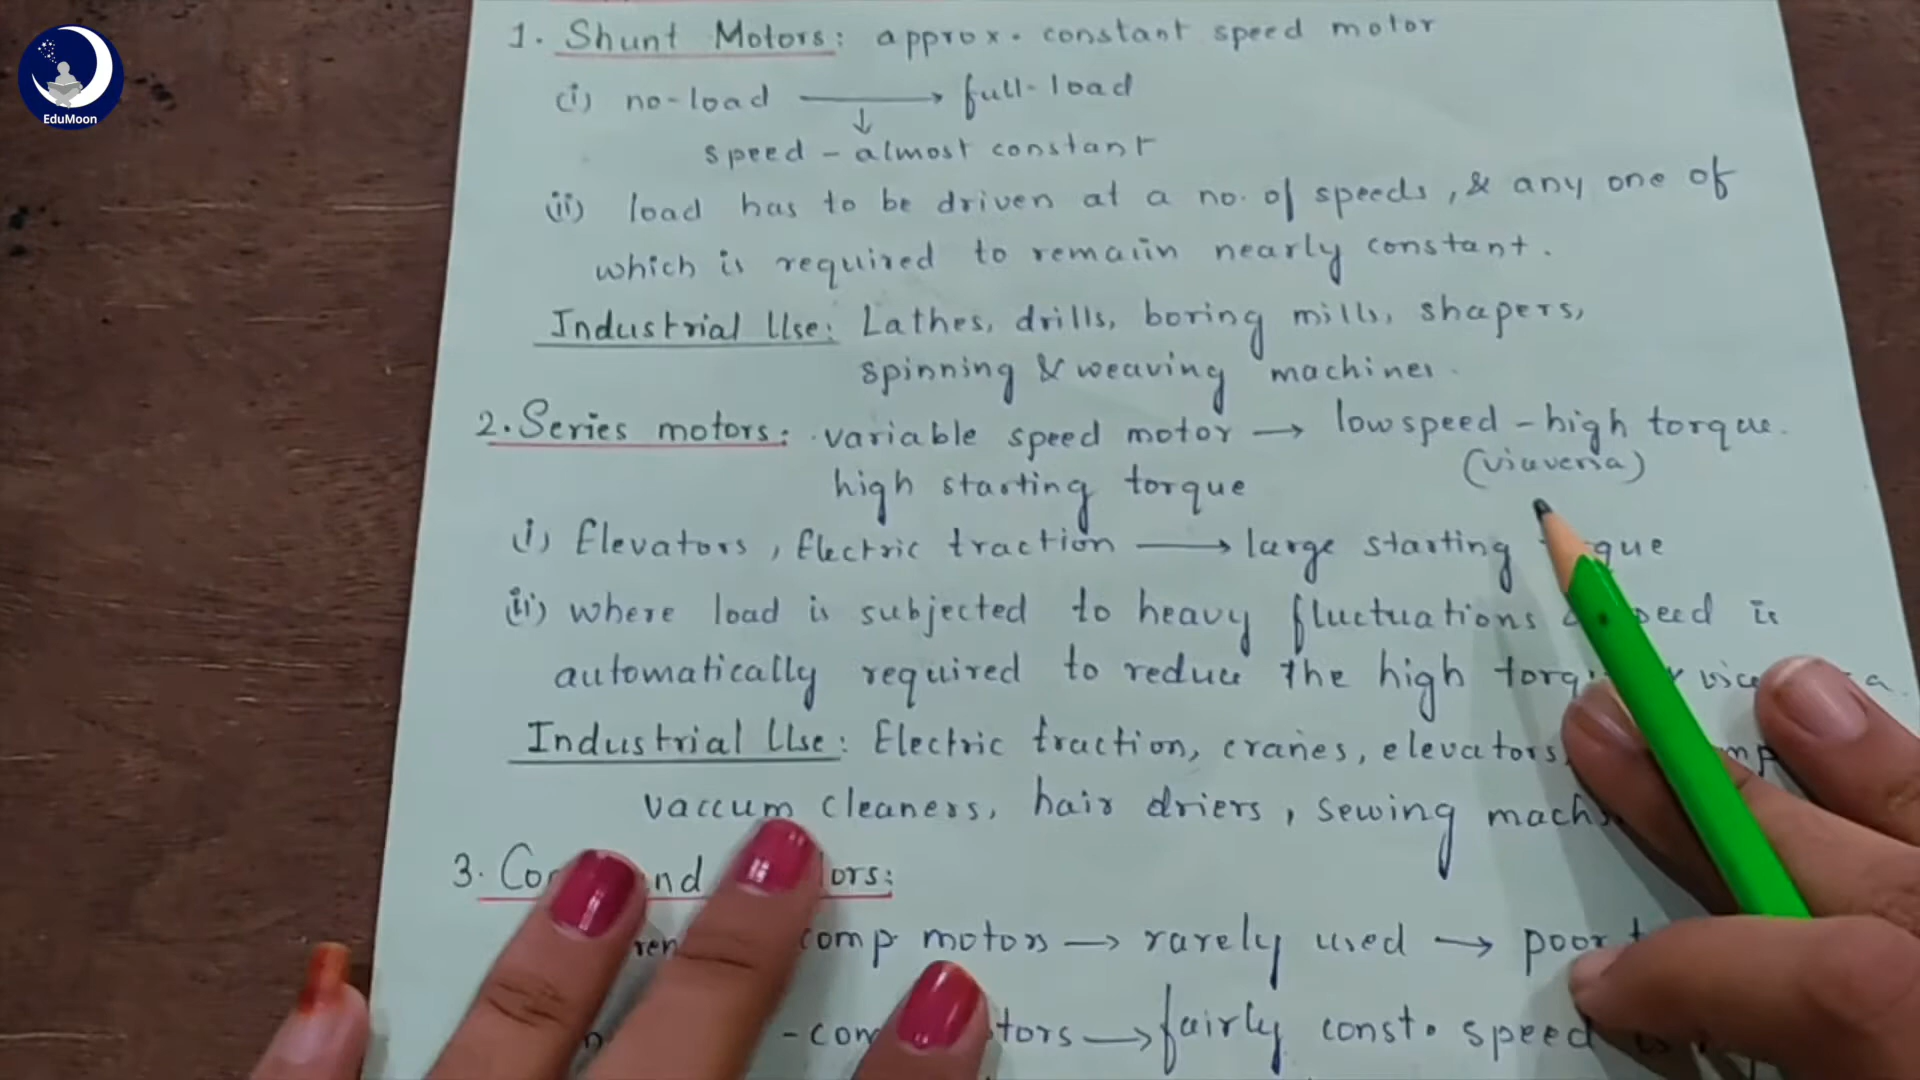 EduMoon
1. Shunt Motors: approx. constant speed motor
(i) no-load → full-load
↓
speed - almost constant
(ii) load has to be driven at a no. of speeds, & any one of
which is required to remaiin nearly constant.
Industrial Use: Lathes, drills, boring mills, shapers,
spinning & weaving machines.
2. Series motors: variable speed motor → low speed - high torque.
(viceversa)
high starting torque
i) Elevators, Electric traction → large starting
ii) where load is subjected to heavy fluctuations is
automatically required to reduce the high
Industrial Use: Electric traction, cranes, elevators,
vaccum cleaners, hair driers, sewing
3.
comp motors → rarely used → poor
→ fairly const. speed